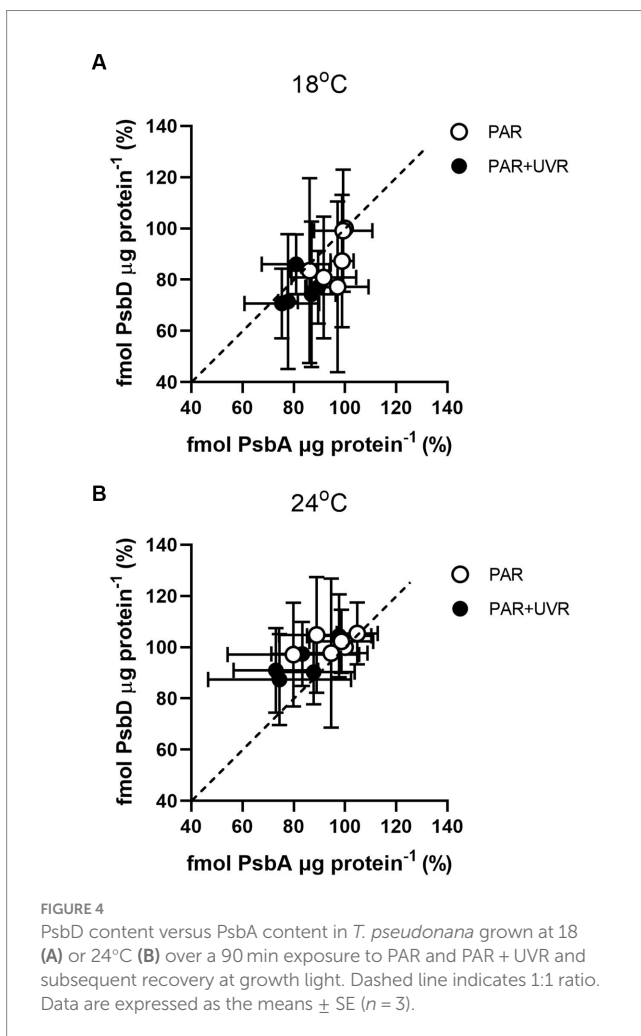 A
18°C
140
120
100
80
60
40
fmol PsbD µg protein⁻¹ (%)
PAR
PAR+UVR
40 60 80 100 120 140
fmol PsbA µg protein⁻¹ (%)
B
24°C
140
120
100
80
60
40
fmol PsbD µg protein⁻¹ (%)
PAR
PAR+UVR
40 60 80 100 120 140
fmol PsbA µg protein⁻¹ (%)
FIGURE 4
PsbD content versus PsbA content in T. pseudonana grown at 18
(A) or 24°C (B) over a 90 min exposure to PAR and PAR + UVR and
subsequent recovery at growth light. Dashed line indicates 1:1 ratio.
Data are expressed as the means ± SE (n = 3).